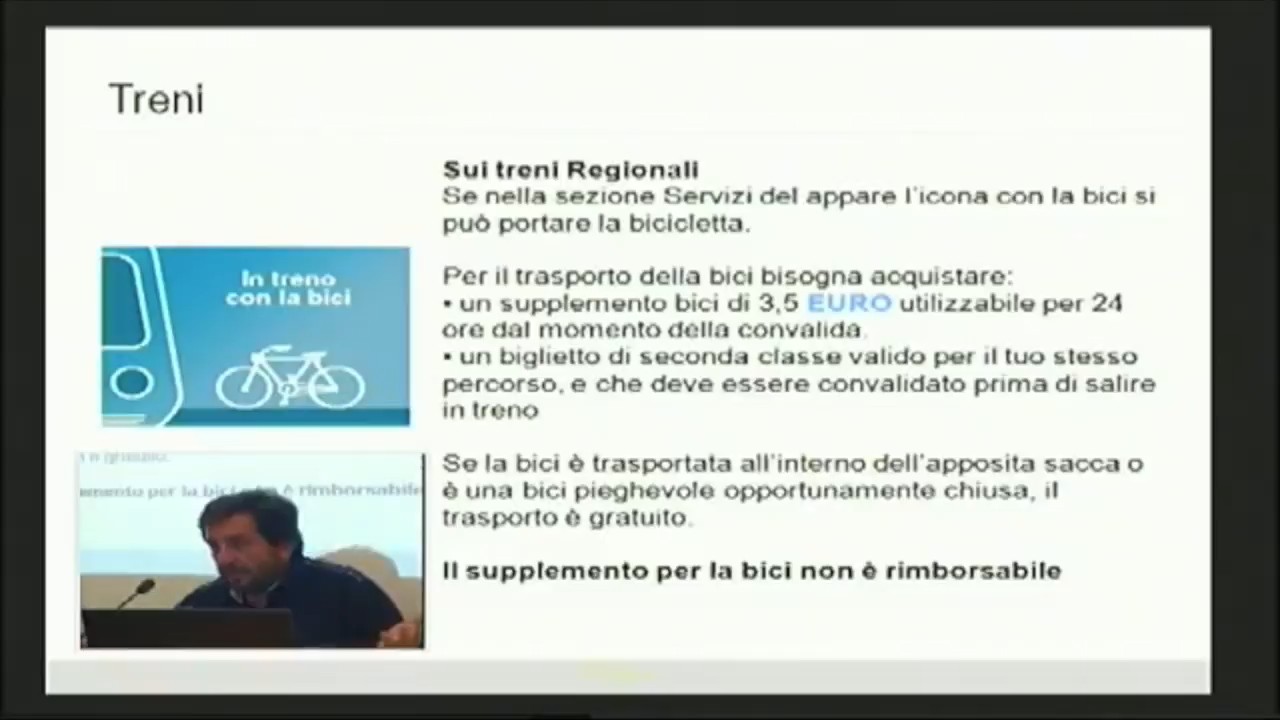 Treni
Sui treni Regionali
Se nella sezione Servizi del appare l'icona con la bici si
può portare la bicicletta.
In treno
con la bici
Per il trasporto della bici bisogna acquistare:
• un supplemento bici di 3,5 EURO utilizzabile per 24
ore dal momento della convalida.
• un biglietto di seconda classe valido per il tuo stesso
percorso, e che deve essere convalidato prima di salire
in treno
Se la bici è trasportata all'interno dell'apposita sacca o
è una bici pieghevole opportunamente chiusa, il
trasporto è gratuito.
Il supplemento per la bici non è rimborsabile
per la bici è rimborsabile